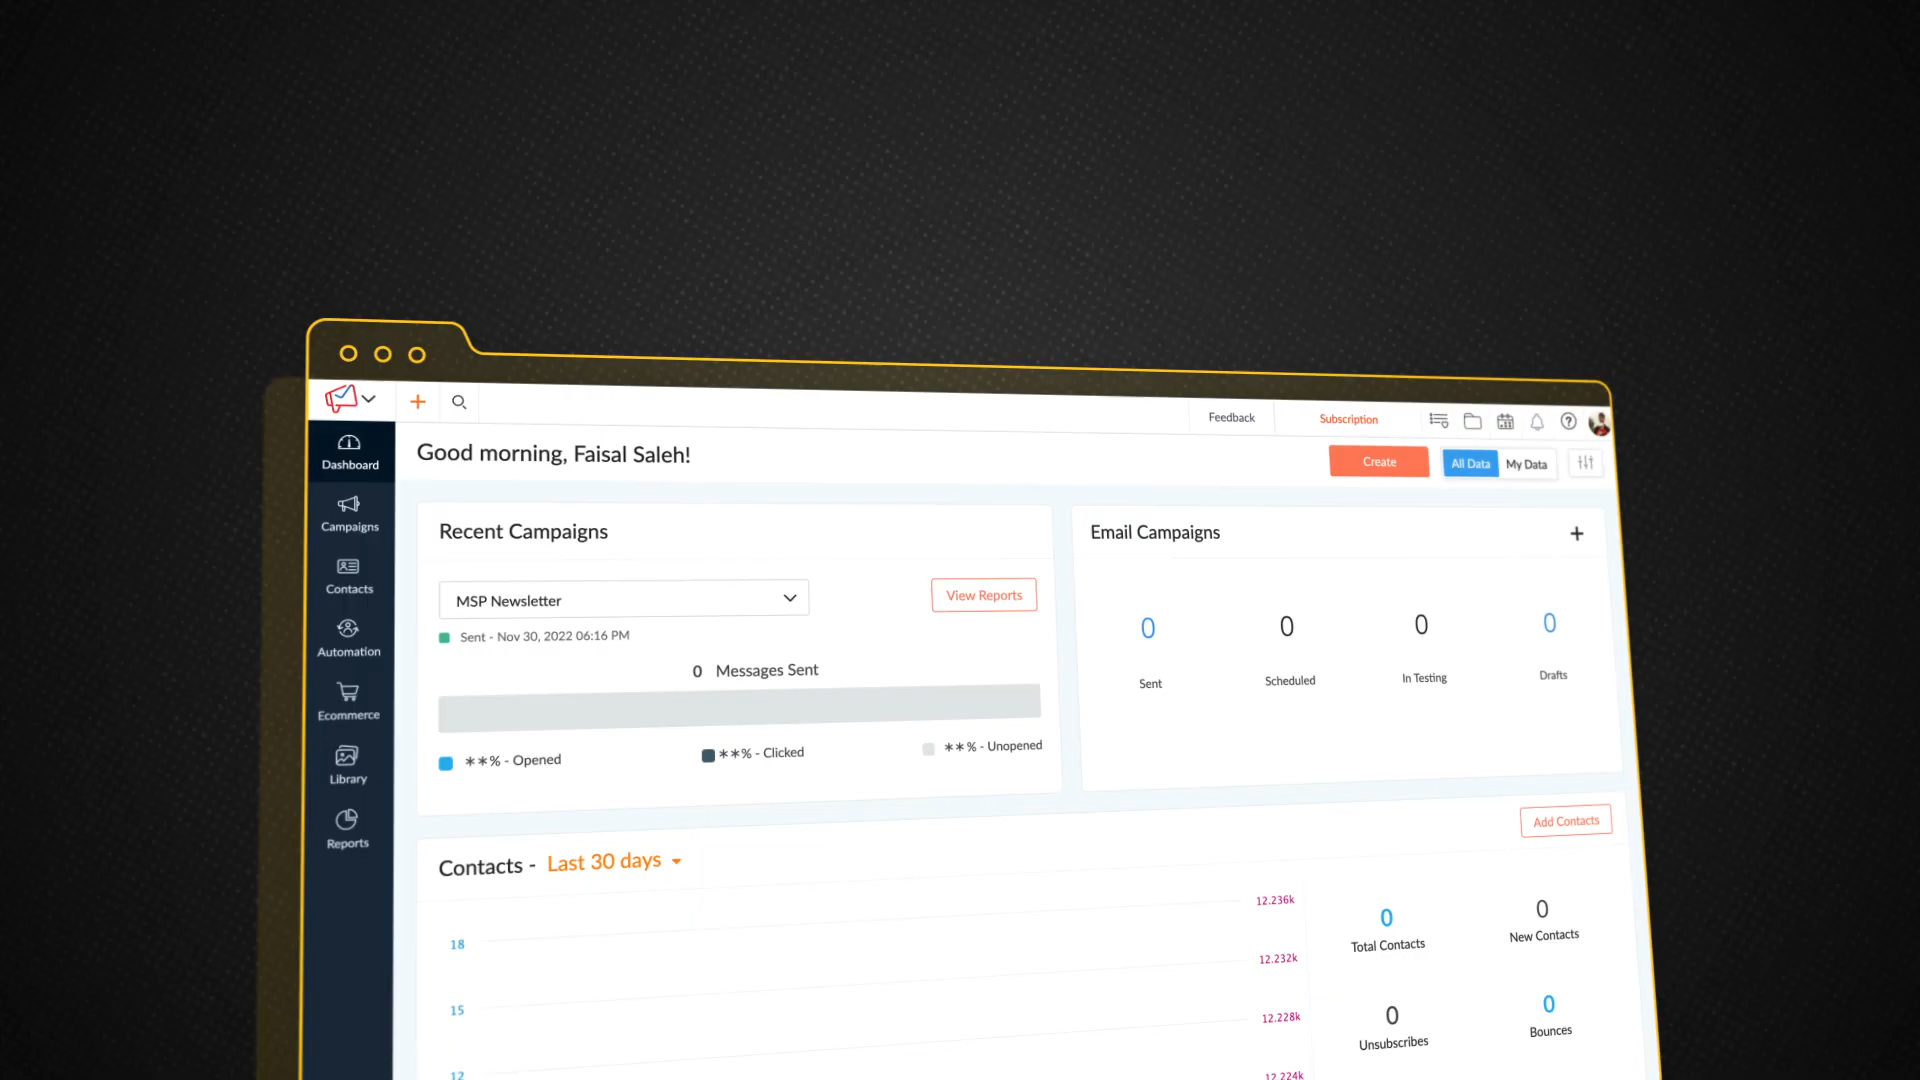 Feedback
Subscription
Dashboard
Good morning, Faisal Saleh!
Create
All Data
My Data
Campaigns
Recent Campaigns
Email Campaigns
+
Contacts
MSP Newsletter
View Reports
Sent - Nov 30, 2022 06:16 PM
0
0
0
0
Automation
0 Messages Sent
Sent
Scheduled
In Testing
Drafts
Ecommerce
**% - Opened
**% - Clicked
**% - Unopened
Library
Reports
Contacts - Last 30 days
Add Contacts
18
15
12
12.236k
12.232k
12.228k
12.224k
0
Total Contacts
0
New Contacts
0
Unsubscribes
0
Bounces